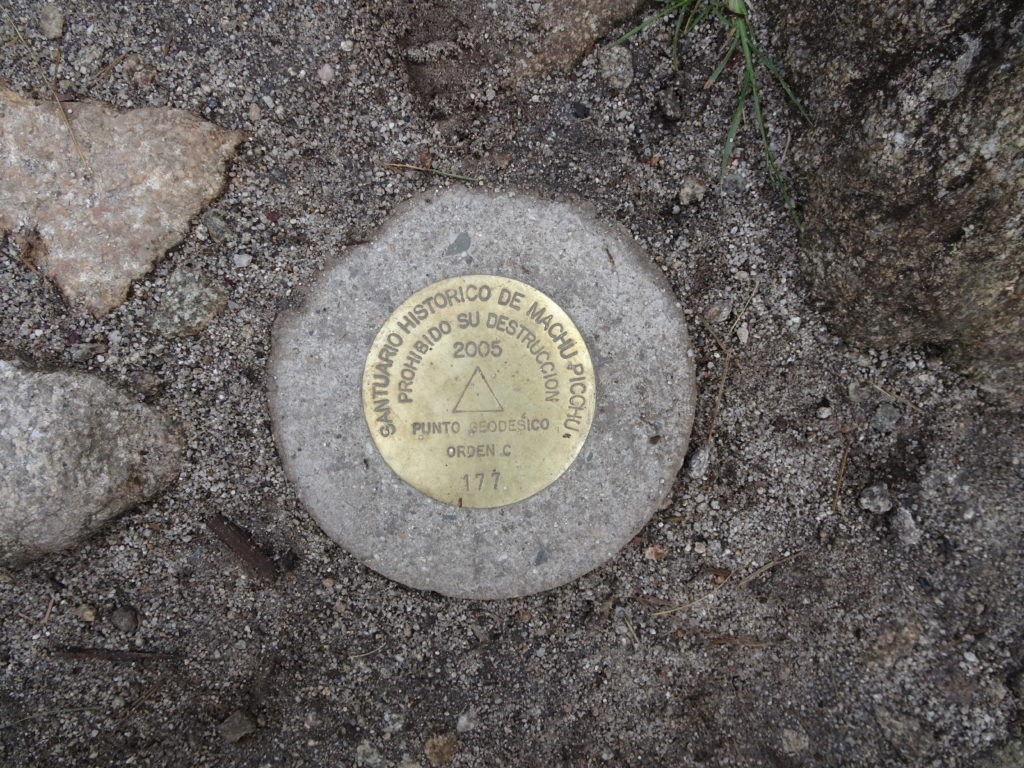 SANTUARIO HISTORICO DE MACHU PICCHU
PROHIBIDO SU DESTRUCCION
2005
PUNTO GEODESICO
ORDEN C
177